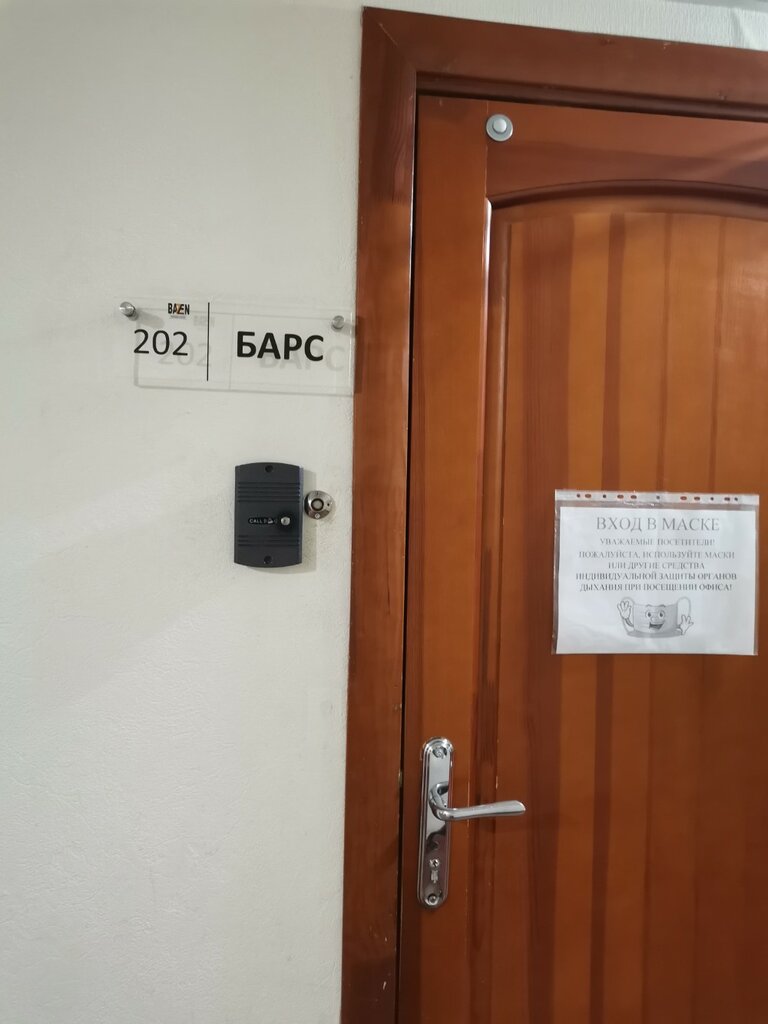 BAZEN
202
БАРС
CALL
ВХОД В МАСКЕ
УВАЖАЕМЫЕ ПОСЕТИТЕЛИ!
ПОЖАЛУЙСТА, ИСПОЛЬЗУЙТЕ МАСКИ
ИЛИ ДРУГИЕ СРЕДСТВА
ИНДИВИДУАЛЬНОЙ ЗАЩИТЫ ОРГАНОВ
ДЫХАНИЯ ПРИ ПОСЕЩЕНИИ ОФИСА!